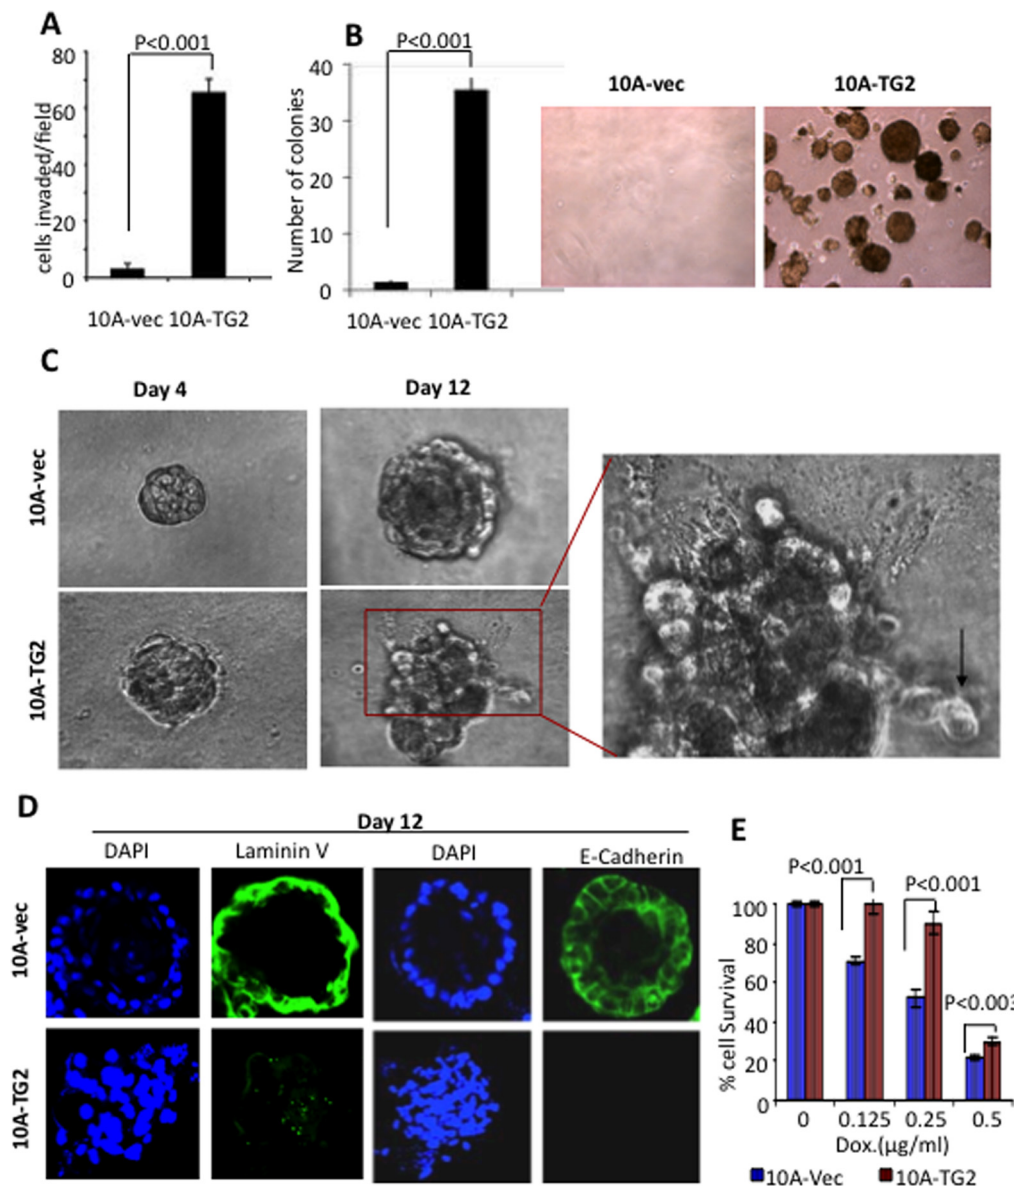 A
P<0.001
80
60
40
20
0
cells invaded/field
10A-vec 10A-TG2
B
P<0.001
40
30
20
10
0
Number of colonies
10A-vec 10A-TG2
10A-vec
10A-TG2
C
Day 4
Day 12
10A-vec
10A-TG2
D
Day 12
DAPI
Laminin V
DAPI
E-Cadherin
10A-vec
10A-TG2
E
P<0.001
P<0.001
P<0.003
100
80
60
40
20
0
% cell Survival
0
0.125
0.25
0.5
Dox.(µg/ml)
10A-Vec
10A-TG2